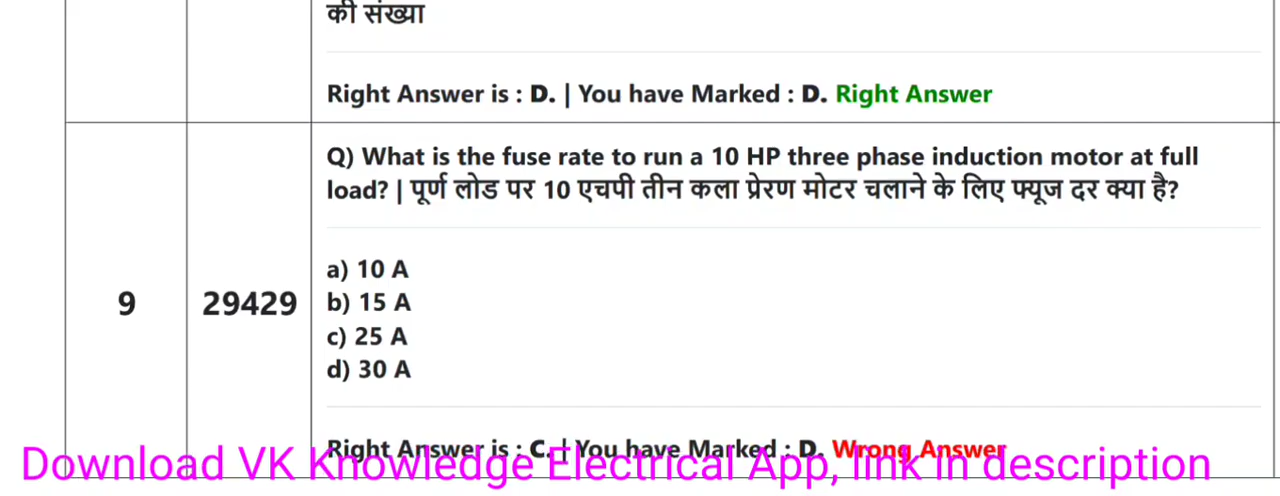 की संख्या
Right Answer is : D. | You have Marked : D. Right Answer
Q) What is the fuse rate to run a 10 HP three phase induction motor at full
load? | पूर्ण लोड पर 10 एचपी तीन कला प्रेरण मोटर चलाने के लिए फ्यूज दर क्या है?
9
29429
a) 10 A
b) 15 A
c) 25 A
d) 30 A
Right Answer is : C. | You have Marked : D. Wrong Answer
Download VK Knowledge Electrical App, link in description